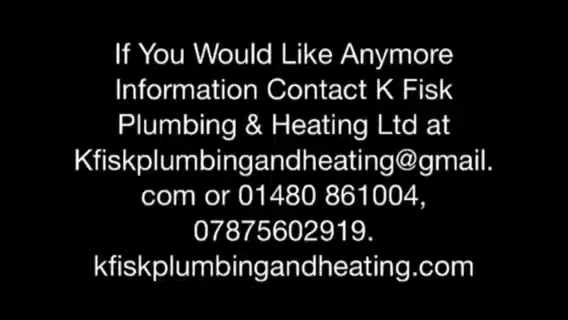 If You Would Like Anymore
Information Contact K Fisk
Plumbing & Heating Ltd at
Kfiskplumbingandheating@gmail.
com or 01480 861004,
07875602919.
kfiskplumbingandheating.com